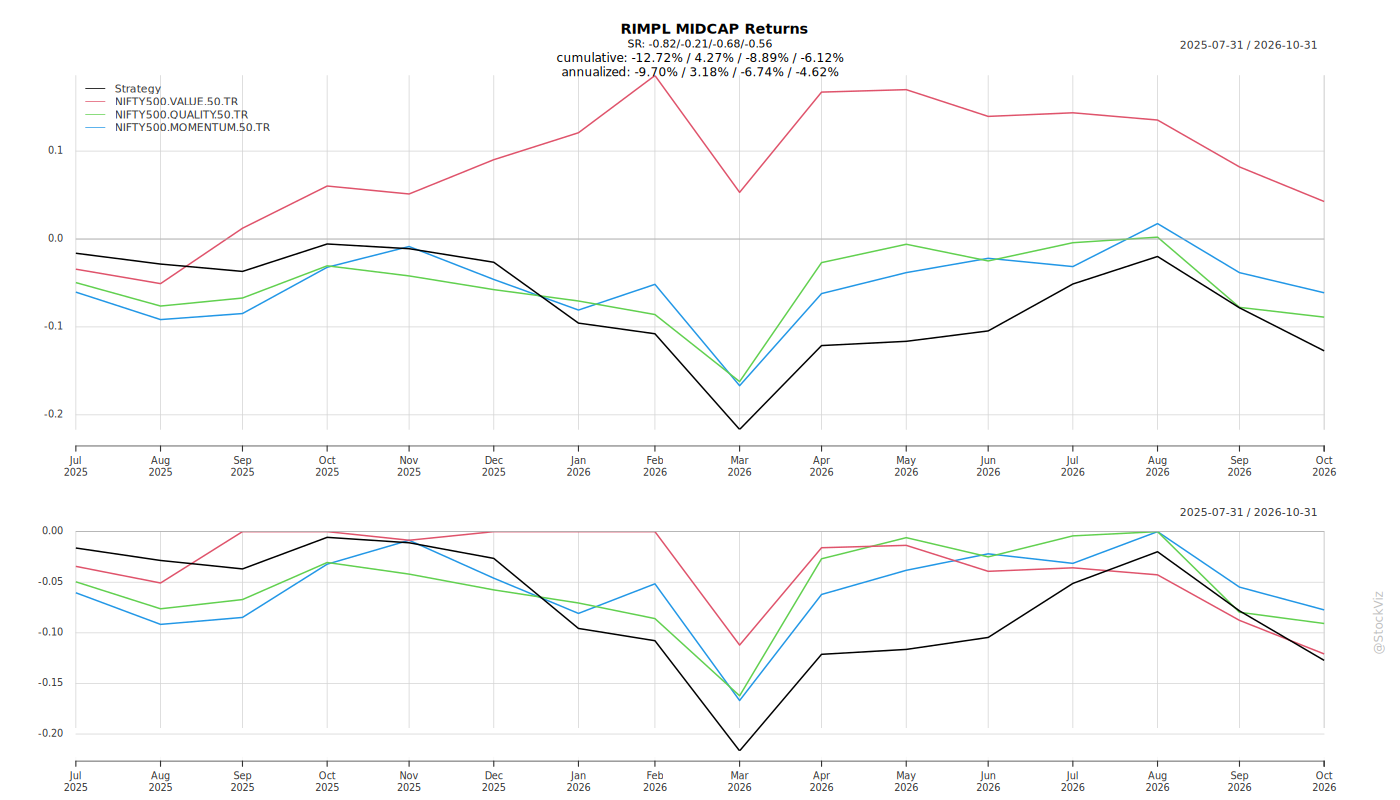 RIMPL MIDCAP Returns
SR: -0.82/-0.21/-0.68/-0.56
cumulative: -12.72% / 4.27% / -8.89% / -6.12%
annualized: -9.70% / 3.18% / -6.74% / -4.62%
2025-07-31 / 2026-10-31
Strategy
NIFTY500.VALUE.50.TR
NIFTY500.QUALITY.50.TR
NIFTY500.MOMENTUM.50.TR
0.1
0.0
-0.1
-0.2
Jul Aug Sep Oct Nov Dec Jan Feb Mar Apr May Jun Jul Aug Sep Oct
2025 2025 2025 2025 2025 2025 2026 2026 2026 2026 2026 2026 2026 2026 2026 2026
2025-07-31 / 2026-10-31
0.00
-0.05
-0.10
-0.15
-0.20
Jul Aug Sep Oct Nov Dec Jan Feb Mar Apr May Jun Jul Aug Sep Oct
2025 2025 2025 2025 2025 2025 2026 2026 2026 2026 2026 2026 2026 2026 2026 2026
@StockViz